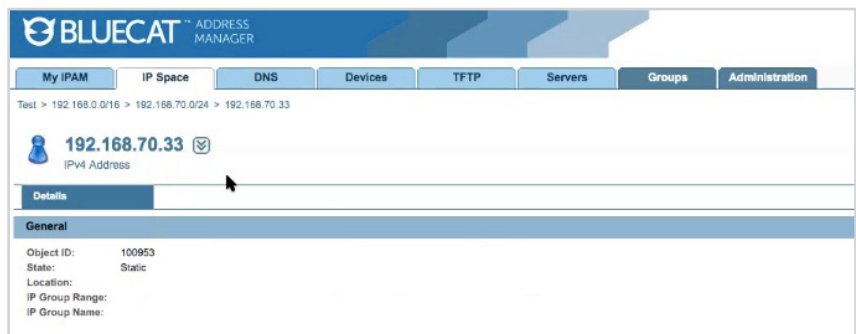 BLUECAT™ ADDRESS
MANAGER
My IPAM IP Space DNS Devices TFTP Servers Groups Administration
Test > 192.168.0.0/16 > 192.168.70.0/24 > 192.168.70.33
192.168.70.33
IPv4 Address
Details
General
Object ID: 100953
State: Static
Location:
IP Group Range:
IP Group Name: